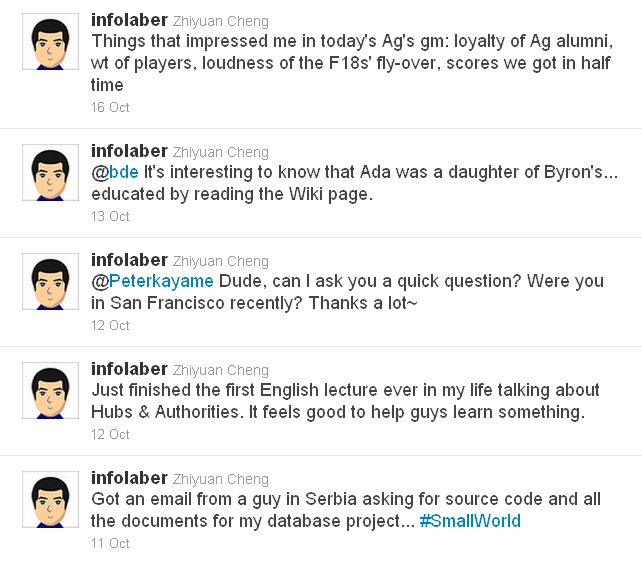 infolaber Zhiyuan Cheng
Things that impressed me in today's Ag's gm: loyalty of Ag alumni,
wt of players, loudness of the F18s' fly-over, scores we got in half
time
16 Oct
infolaber Zhiyuan Cheng
@bde It's interesting to know that Ada was a daughter of Byron's...
educated by reading the Wiki page.
13 Oct
infolaber Zhiyuan Cheng
@Peterkayame Dude, can I ask you a quick question? Were you
in San Francisco recently? Thanks a lot~
12 Oct
infolaber Zhiyuan Cheng
Just finished the first English lecture ever in my life talking about
Hubs & Authorities. It feels good to help guys learn something.
12 Oct
infolaber Zhiyuan Cheng
Got an email from a guy in Serbia asking for source code and all
the documents for my database project... #SmallWorld
11 Oct